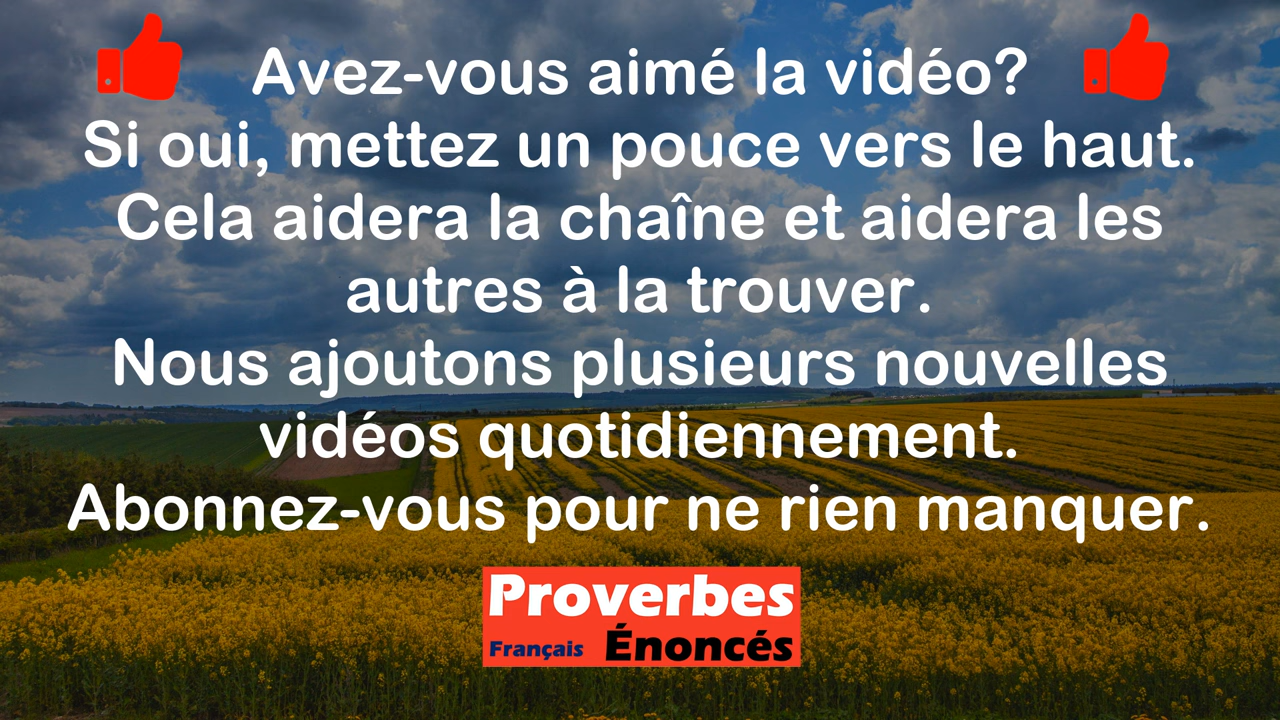 Avez-vous aimé la vidéo?
Si oui, mettez un pouce vers le haut.
Cela aidera la chaîne et aidera les
autres à la trouver.
Nous ajoutons plusieurs nouvelles
vidéos quotidiennement.
Abonnez-vous pour ne rien manquer.
Proverbes
Français Énoncés